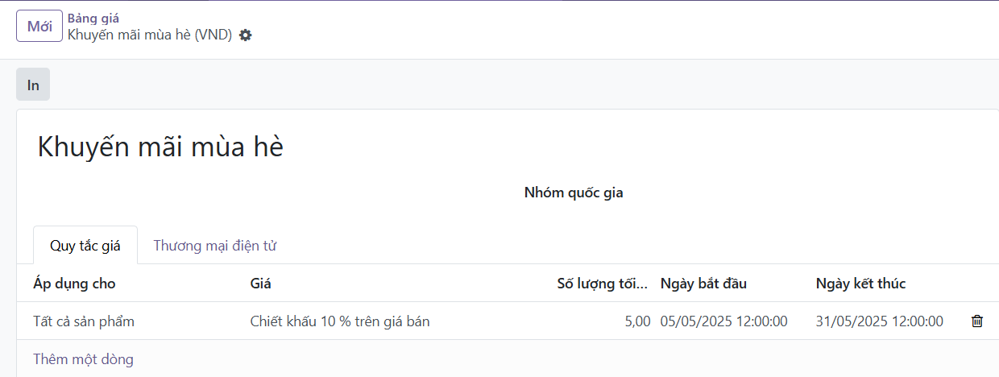 Mới
Bảng giá
Khuyến mãi mùa hè (VND)
In
Khuyến mãi mùa hè
Nhóm quốc gia
Quy tắc giá Thương mại điện tử
Áp dụng cho Giá Số lượng tối... Ngày bắt đầu Ngày kết thúc
Tất cả sản phẩm Chiết khấu 10 % trên giá bán 5,00 05/05/2025 12:00:00 31/05/2025 12:00:00
Thêm một dòng